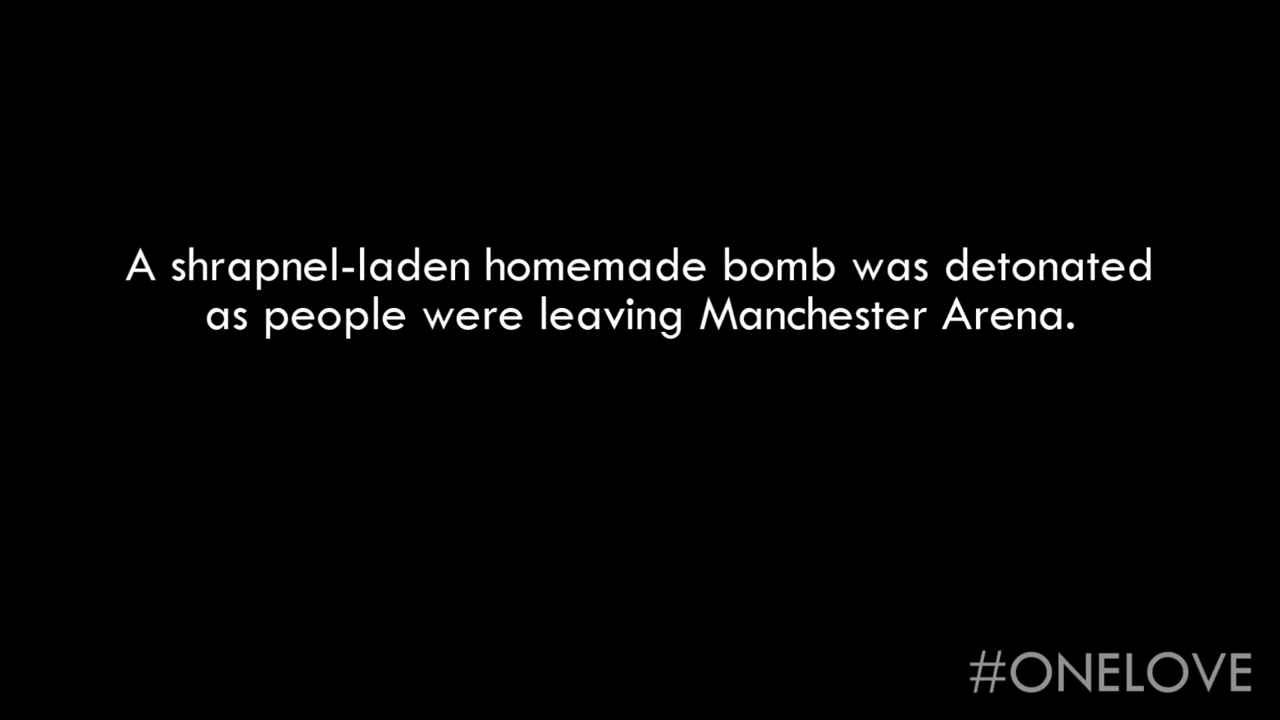 A shrapnel-laden homemade bomb was detonated
as people were leaving Manchester Arena.
#ONELOVE